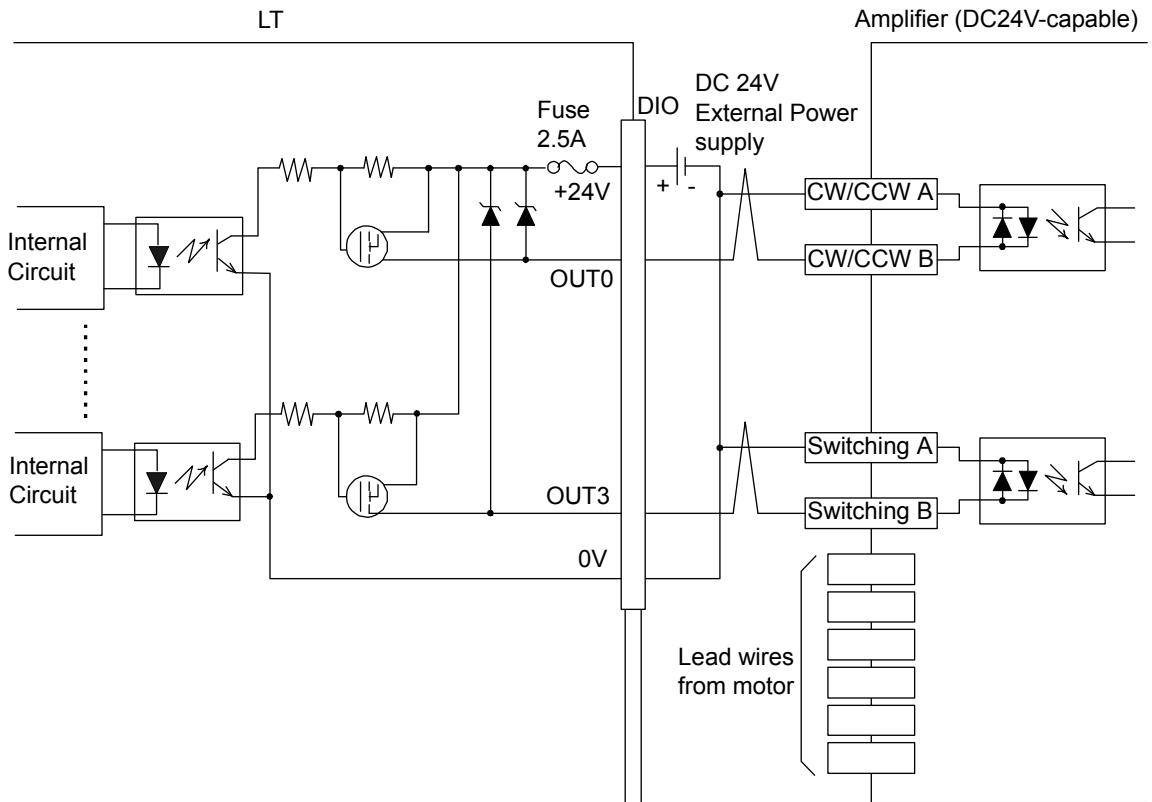 LT
Amplifier (DC24V-capable)
Fuse
2.5A
DIO
DC 24V
External Power
supply
+24V
+ -
CW/CCW A
Internal
Circuit
CW/CCW B
OUT0
Internal
Circuit
Switching A
OUT3
Switching B
0V
Lead wires
from motor